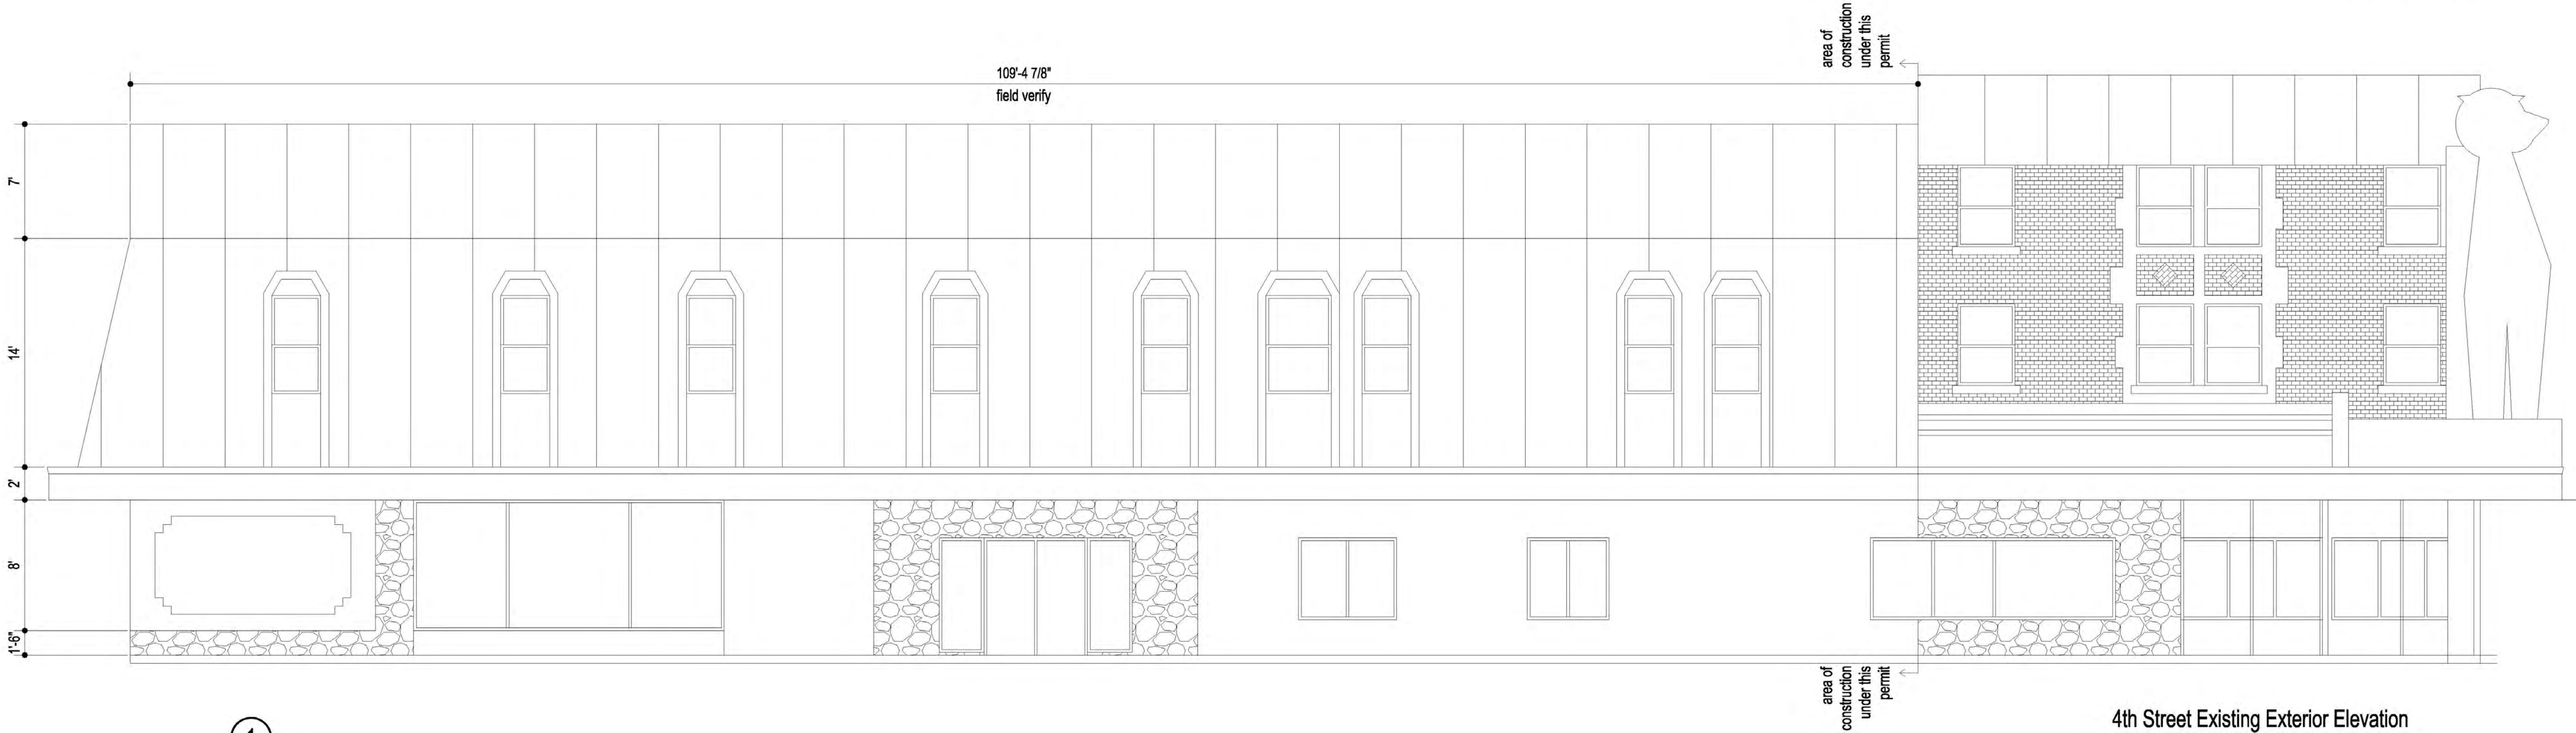 area of
construction
under this
permit
109'-4 7/8"
field verify
7'
14'
2'
8'
1'-6"
area of
construction
under this
permit
4th Street Existing Exterior Elevation